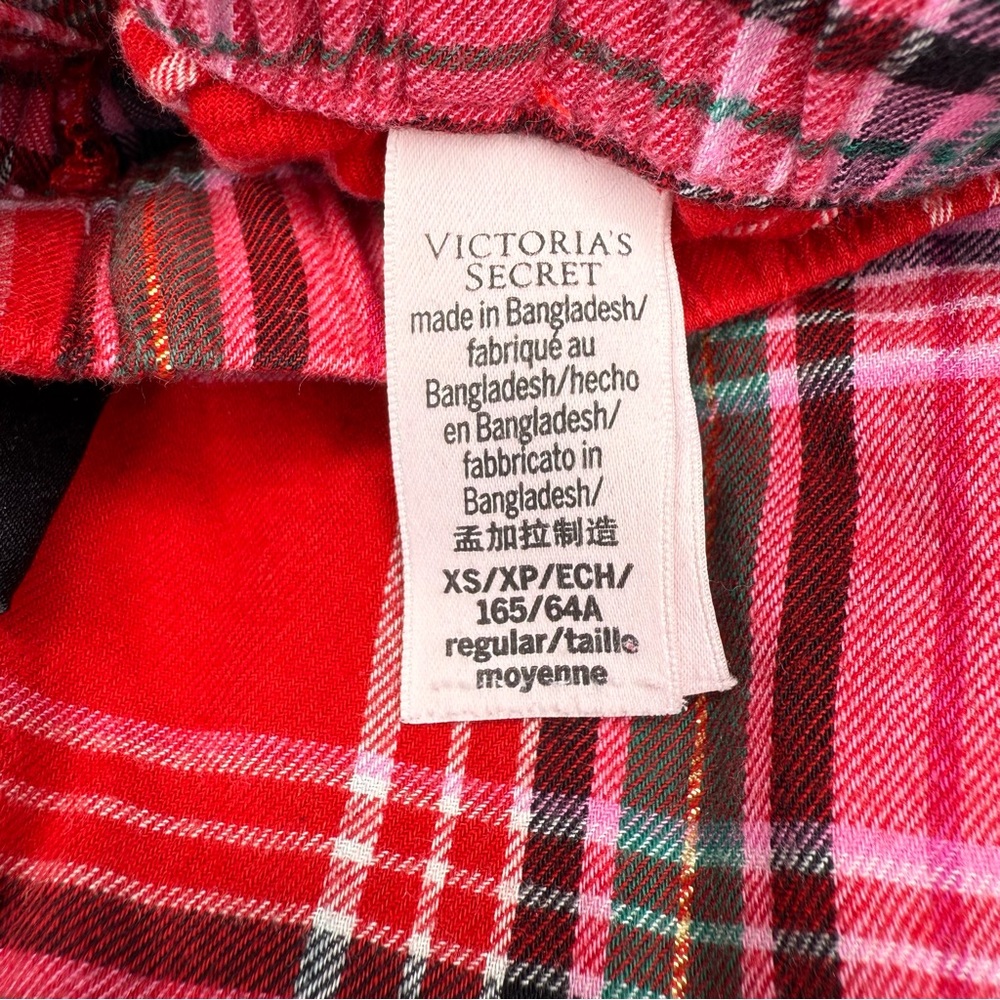 VICTORIA'S
SECRET
made in Bangladesh/
fabriqué au
Bangladesh/hecho
en Bangladesh/
fabbricato in
Bangladesh/
孟加拉制造
XS/XP/ECH/
165/64A
regular/taille
moyenne